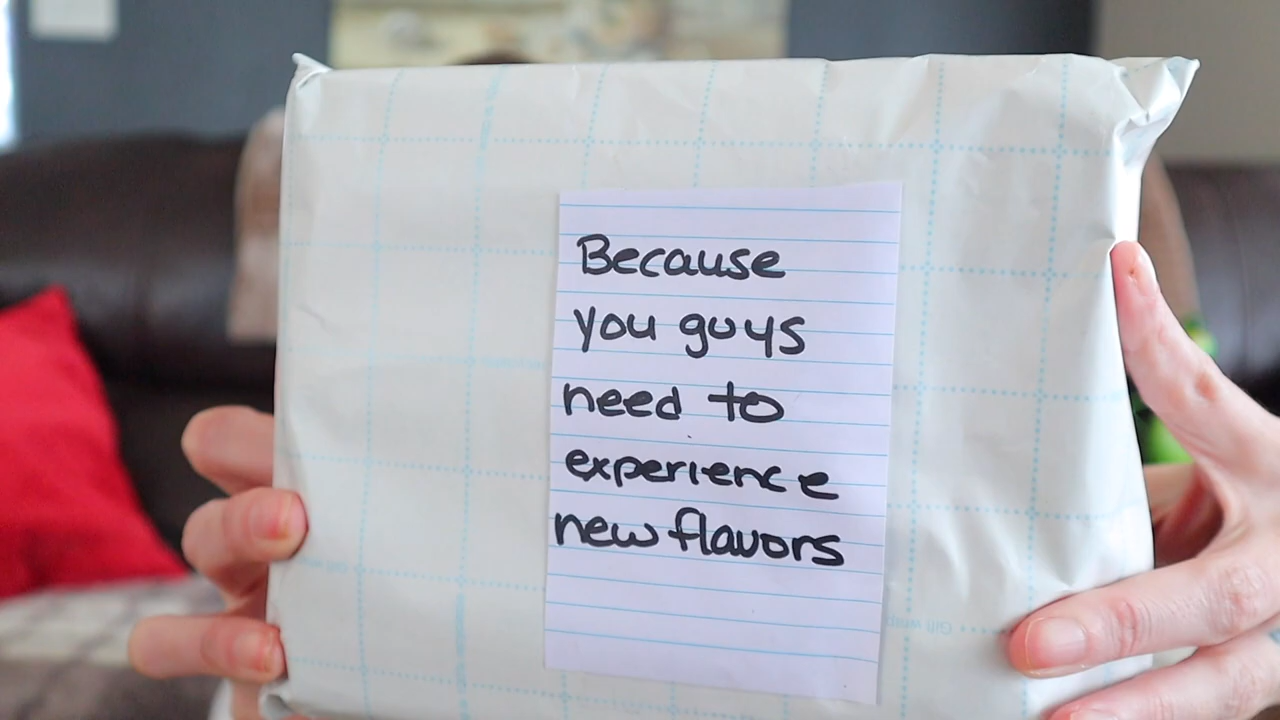 Because
you guys
need to
experience
new flavors